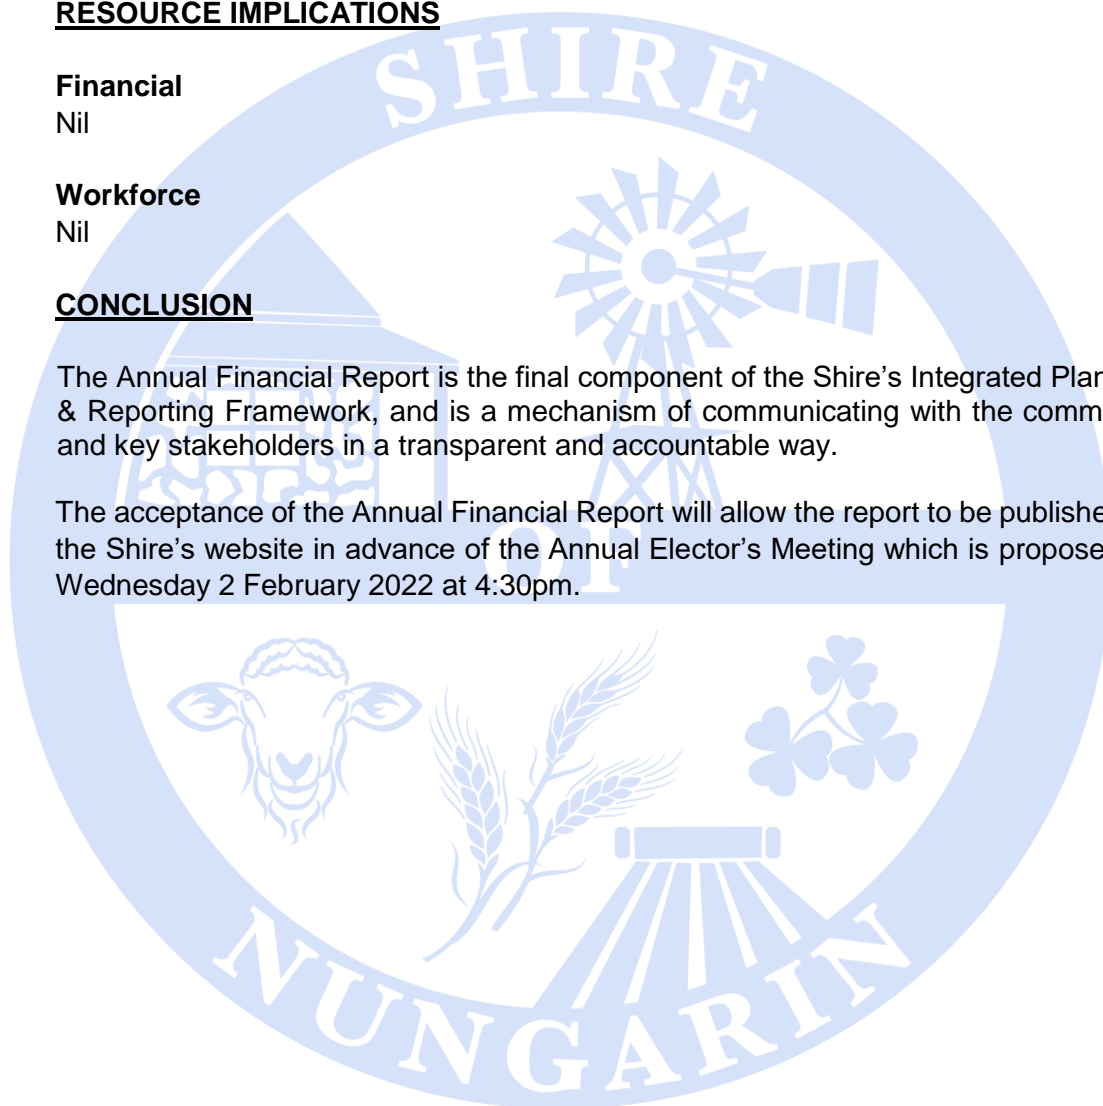 RESOURCE IMPLICATIONS
SHIRE
Financial
Nil
Workforce
Nil
CONCLUSION
The Annual Financial Report is the final component of the Shire’s Integrated Plan
& Reporting Framework, and is a mechanism of communicating with the comm
and key stakeholders in a transparent and accountable way.
The acceptance of the Annual Financial Report will allow the report to be publishe
the Shire’s website in advance of the Annual Elector’s Meeting which is propose
Wednesday 2 February 2022 at 4:30pm.
OF
NUNGARIN